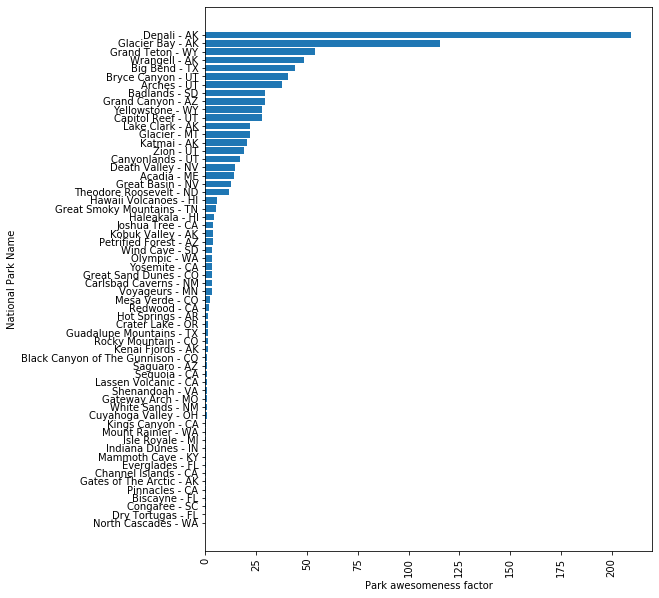 Denali - AK
Glacier Bay - AK
Grand Teton - WY
Wrangell - AK
Big Bend - TX
Bryce Canyon - UT
Arches - UT
Badlands - SD
Grand Canyon - AZ
Yellowstone - WY
Capitol Reef - UT
Lake Clark - AK
Glacier - MT
Katmai - AK
Zion - UT
Canyonlands - UT
Death Valley - NV
Acadia - ME
Great Basin - NV
Theodore Roosevelt - ND
Hawaii Volcanoes - HI
Great Smoky Mountains - TN
Haleakala - HI
Joshua Tree - CA
Kobuk Valley - AK
Petrified Forest - AZ
Wind Cave - SD
Olympic - WA
Yosemite - CA
Great Sand Dunes - CO
Carlsbad Caverns - NM
Voyageurs - MN
Mesa Verde - CO
Redwood - CA
Hot Springs - AR
Crater Lake - OR
Guadalupe Mountains - TX
Rocky Mountain - CO
Kenai Fjords - AK
Black Canyon of The Gunnison - CO
Saguaro - AZ
Sequoia - CA
Lassen Volcanic - CA
Shenandoah - VA
Gateway Arch - MO
White Sands - NM
Cuyahoga Valley - OH
Kings Canyon - CA
Mount Rainier - WA
Isle Royale - MI
Indiana Dunes - IN
Mammoth Cave - KY
Everglades - FL
Channel Islands - CA
Gates of The Arctic - AK
Pinnacles - CA
Biscayne - FL
Congaree - SC
Dry Tortugas - FL
North Cascades - WA
National Park Name
0 25 50 75 100 125 150 175 200
Park awesomeness factor